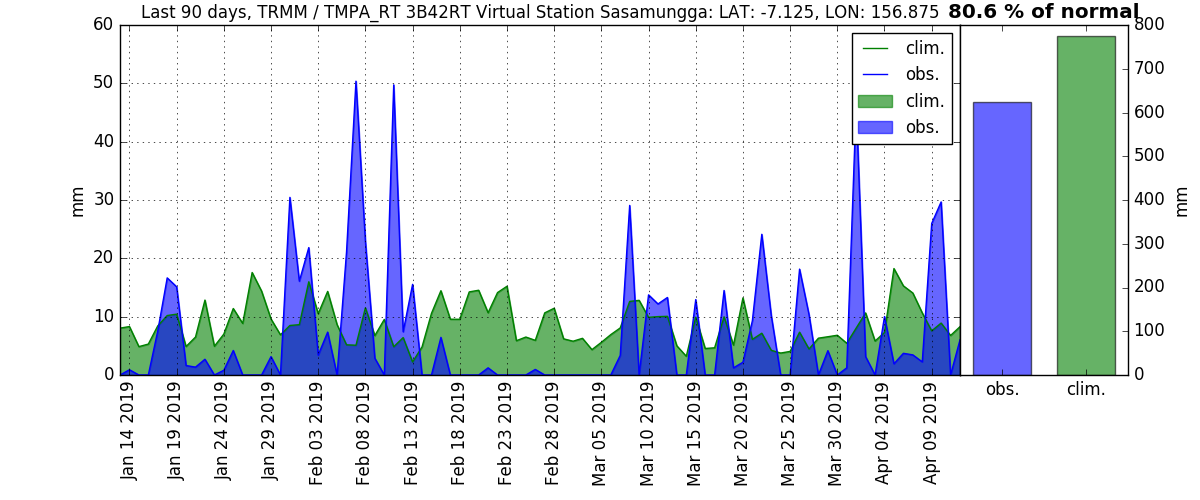 Last 90 days, TRMM / TMPA_RT 3B42RT Virtual Station Sasamungga: LAT: -7.125, LON: 156.875
80.6 % of normal
60
50
40
30
20
10
0
mm
clim.
obs.
clim.
obs.
Jan 14 2019
Jan 19 2019
Jan 24 2019
Jan 29 2019
Feb 03 2019
Feb 08 2019
Feb 13 2019
Feb 18 2019
Feb 23 2019
Feb 28 2019
Mar 05 2019
Mar 10 2019
Mar 15 2019
Mar 20 2019
Mar 25 2019
Mar 30 2019
Apr 04 2019
Apr 09 2019
800
700
600
500
400
300
200
100
0
mm
obs.
clim.